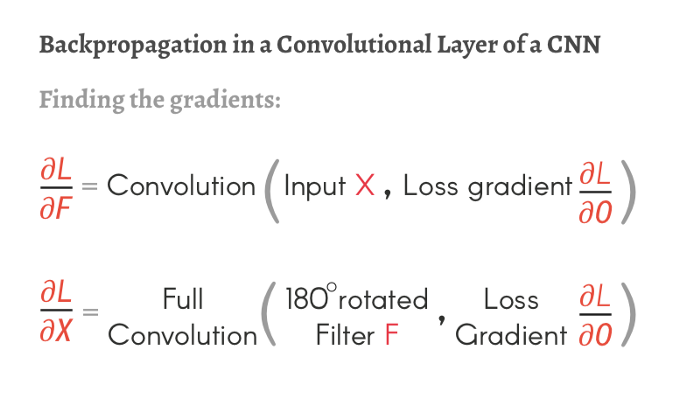 Backpropagation in a Convolutional Layer of a CNN
Finding the gradients:
∂L/∂F = Convolution ( Input X , Loss gradient ∂L/∂O )
∂L/∂X = Full Convolution ( 180° rotated Filter F , Loss Gradient ∂L/∂O )